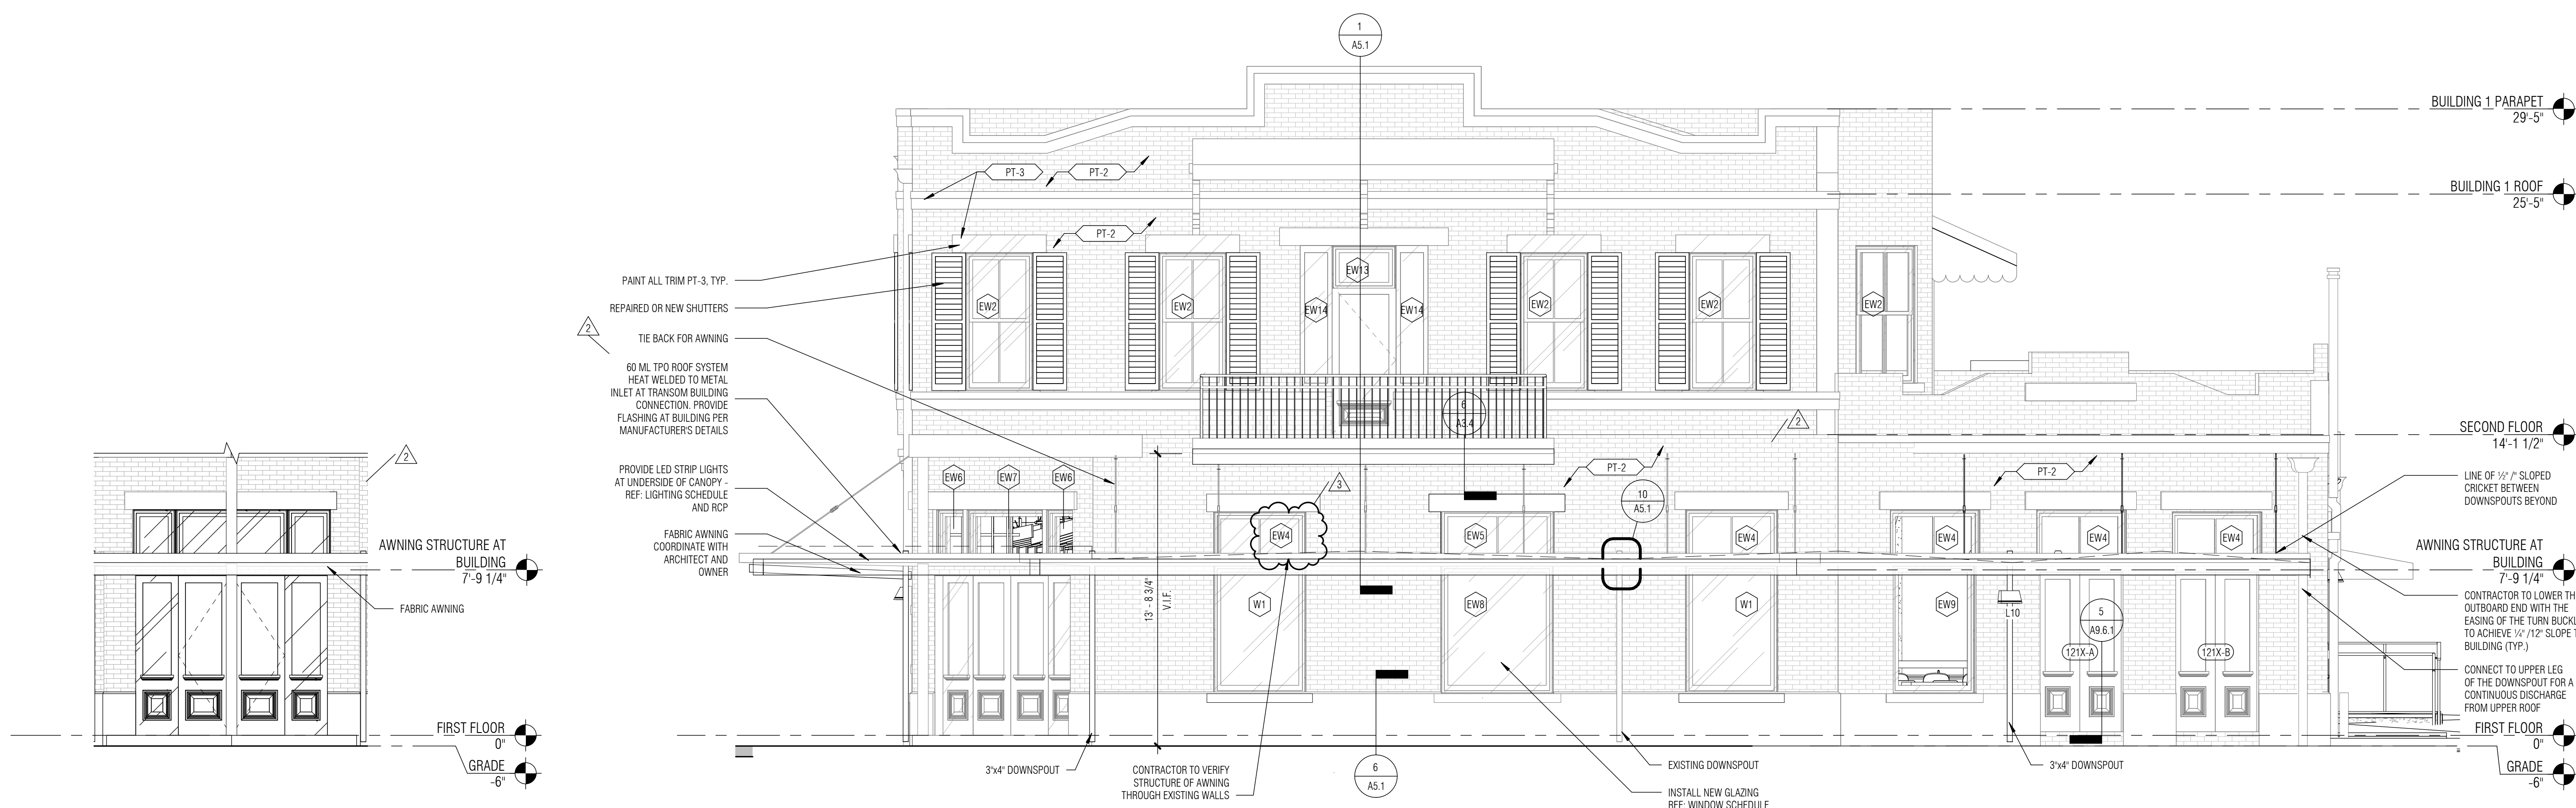 1
A5.1
BUILDING 1 PARAPET
29'-5"
PT-3
PT-2
BUILDING 1 ROOF
25'-5"
PT-2
PAINT ALL TRIM PT-3, TYP.
REPAIRED OR NEW SHUTTERS
2
TIE BACK FOR AWNING
60 ML TPO ROOF SYSTEM
HEAT WELDED TO METAL
INLET AT TRANSOM BUILDING
CONNECTION. PROVIDE
FLASHING AT BUILDING PER
MANUFACTURER'S DETAILS
PROVIDE LED STRIP LIGHTS
AT UNDERSIDE OF CANOPY -
REF: LIGHTING SCHEDULE
AND RCP
FABRIC AWNING
COORDINATE WITH
ARCHITECT AND
OWNER
EW2
EW2
EW14
EW13
EW14
EW2
EW2
EW2
6
A3.4
2
2
SECOND FLOOR
14'-1 1/2"
EW6
EW7
EW6
PT-2
PT-2
3
10
A5.1
LINE OF ½" /" SLOPED
CRICKET BETWEEN
DOWNSPOUTS BEYOND
EW4
EW5
EW4
EW4
EW4
EW4
AWNING STRUCTURE AT
BUILDING
7'-9 1/4"
FABRIC AWNING
AWNING STRUCTURE AT
BUILDING
7'-9 1/4"
13' - 8 3/4"
V.I.F.
W1
EW8
W1
EW9
L10
5
A9.6.1
121X-A
121X-B
CONTRACTOR TO LOWER TH
OUTBOARD END WITH THE
EASING OF THE TURN BUCKL
TO ACHIEVE ¼" /12" SLOPE T
BUILDING (TYP.)
CONNECT TO UPPER LEG
OF THE DOWNSPOUT FOR A
CONTINUOUS DISCHARGE
FROM UPPER ROOF
FIRST FLOOR
0"
GRADE
-6"
FIRST FLOOR
0"
GRADE
-6"
3"x4" DOWNSPOUT
CONTRACTOR TO VERIFY
STRUCTURE OF AWNING
THROUGH EXISTING WALLS
6
A5.1
EXISTING DOWNSPOUT
INSTALL NEW GLAZING
REF: WINDOW SCHEDULE
3"x4" DOWNSPOUT